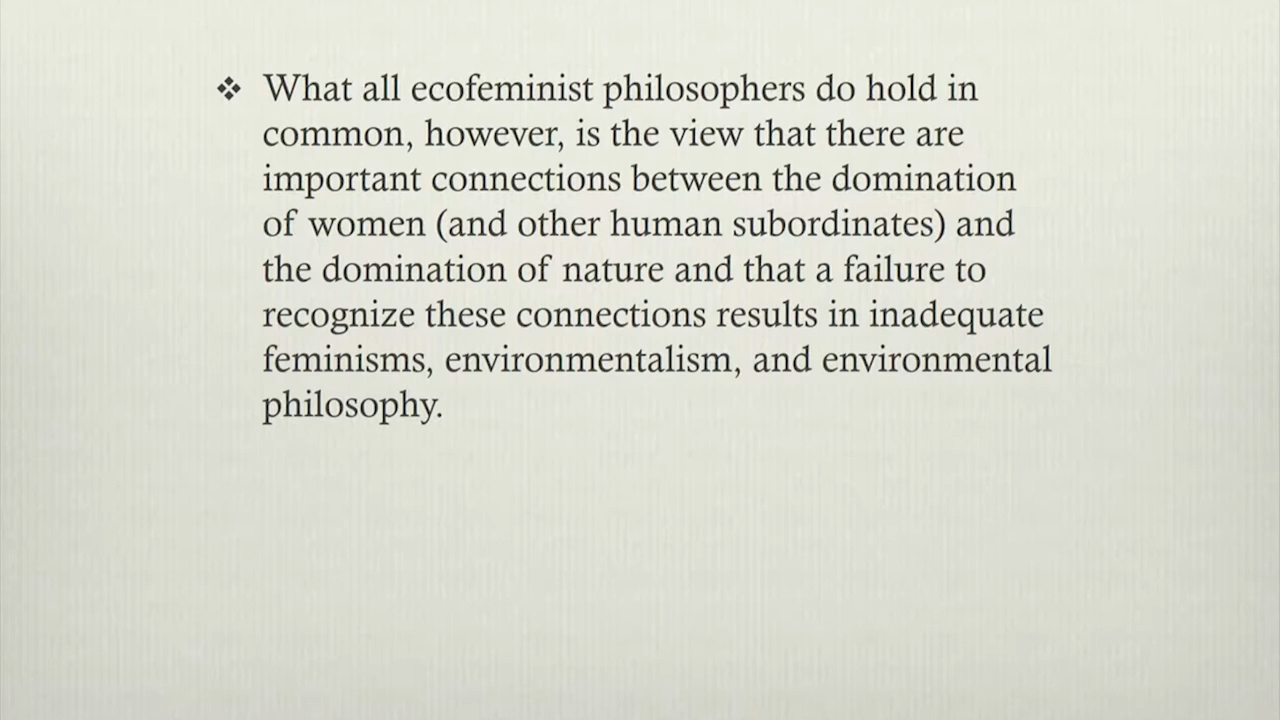 ❖ What all ecofeminist philosophers do hold in
common, however, is the view that there are
important connections between the domination
of women (and other human subordinates) and
the domination of nature and that a failure to
recognize these connections results in inadequate
feminisms, environmentalism, and environmental
philosophy.